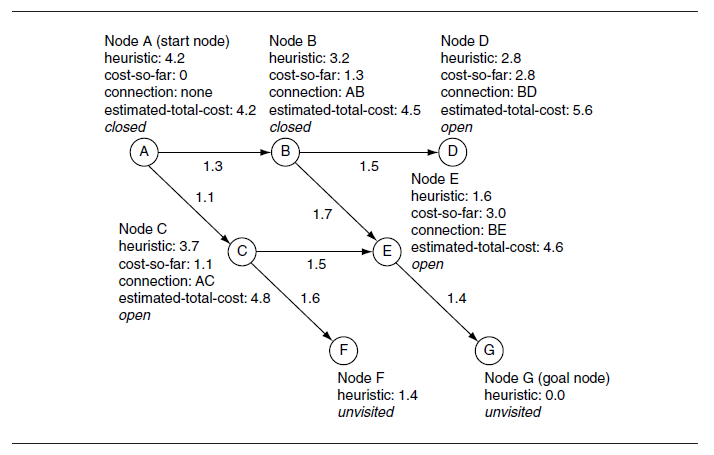 Node A (start node)
heuristic: 4.2
cost-so-far: 0
connection: none
estimated-total-cost: 4.2
closed
Node B
heuristic: 3.2
cost-so-far: 1.3
connection: AB
estimated-total-cost: 4.5
closed
Node D
heuristic: 2.8
cost-so-far: 2.8
connection: BD
estimated-total-cost: 5.6
open
A
1.3
B
1.5
D
1.1
1.7
Node E
heuristic: 1.6
cost-so-far: 3.0
connection: BE
estimated-total-cost: 4.6
open
Node C
heuristic: 3.7
cost-so-far: 1.1
connection: AC
estimated-total-cost: 4.8
open
C
1.5
E
1.6
1.4
F
G
Node F
heuristic: 1.4
unvisited
Node G (goal node)
heuristic: 0.0
unvisited